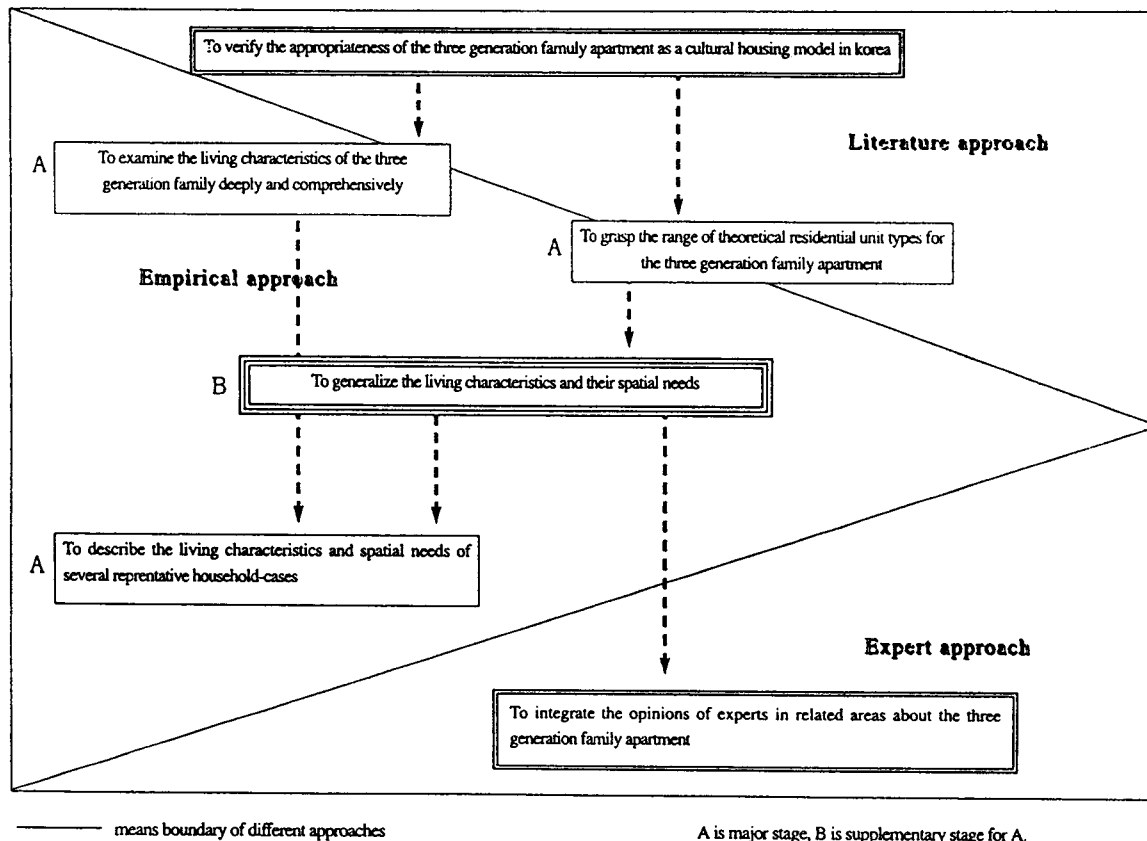 To verify the appropriateness of the three generation famuly apartment as a cultural housing model in korea
Literature approach
A
To examine the living characteristics of the three
generation family deeply and comprehensively
A
To grasp the range of theoretical residential unit types for
the three generation family apartment
Empirical approach
B
To generalize the living characteristics and their spatial needs
A
To describe the living characteristics and spatial needs of
several reprentative household-cases
Expert approach
To integrate the opinions of experts in related areas about the three
generation family apartment
means boundary of different approaches
A is major stage, B is supplementary stage for A.